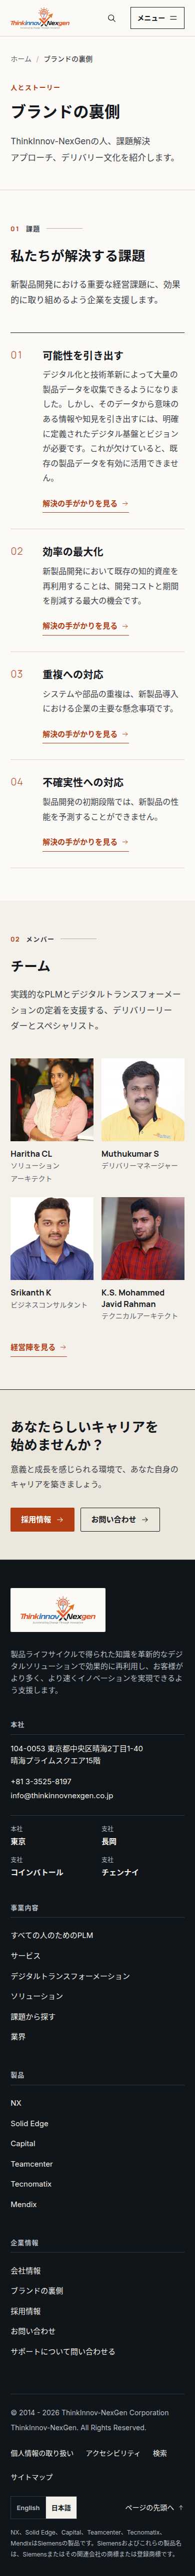 ThinkInnov NexGen
メニュー
ホーム / ブランドの裏側
人とストーリー
ブランドの裏側
ThinkInnov-NexGenの人、課題解決
アプローチ、デリバリー文化を紹介します。
01 課題
私たちが解決する課題
新製品開発における重要な経営課題に、効果
的に取り組めるよう企業を支援します。
01
可能性を引き出す
デジタル化と技術革新によって大量の
製品データを収集できるようになりま
した。しかし、そのデータから意味の
ある情報や知見を引き出すには、明確
に定義されたデジタル基盤とビジョン
が必要です。これが欠けていると、既
存の製品データを有効に活用できませ
ん。
解決の手がかりを見る →
02
効率の最大化
新製品開発において既存の知的資産を
再利用することは、開発コストと期間
を削減する最大の機会です。
解決の手がかりを見る →
03
重複への対応
システムや部品の重複は、新製品導入
における企業の主要な懸念事項です。
解決の手がかりを見る →
04
不確実性への対応
製品開発の初期段階では、新製品の性
能を予測することができません。
解決の手がかりを見る →
02 メンバー
チーム
実践的なPLMとデジタルトランスフォーメー
ションの定着を支援する、デリバリーリー
ダーとスペシャリスト。
Haritha CL
ソリューション
アーキテクト
Muthukumar S
デリバリーマネージャー
Srikanth K
ビジネスコンサルタント
K.S. Mohammed
Javid Rahman
テクニカルアーキテクト
経営陣を見る →
あなたらしいキャリアを
始めませんか？
意義と成長を感じられる環境で、あなた自身の
キャリアを築きましょう。
採用情報 →
お問い合わせ →
ThinkInnov NexGen
製品ライフサイクルで得られた知識を革新的なデジ
タルソリューションで効果的に再利用し、お客様が
より多く、より速くイノベーションを実現できるよ
う支援します。
本社
104-0053 東京都中央区晴海2丁目1-40
晴海プライムスクエア15階
+81 3-3525-8197
info@thinkinnovnexgen.co.jp
支社
東京
支社
長岡
支社
コインバトール
支社
チェンナイ
事業内容
すべての人のためのPLM
サービス
デジタルトランスフォーメーション
ソリューション
課題から探す
業界
製品
NX
Solid Edge
Capital
Teamcenter
Tecnomatix
Mendix
企業情報
会社情報
ブランドの裏側
採用情報
お問い合わせ
サポートについて問い合わせる
© 2014 - 2026 ThinkInnov-NexGen Corporation
ThinkInnov-NexGen. All Rights Reserved.
個人情報の取り扱い アクセシビリティ 検索
サイトマップ
English 日本語
ページの先頭へ ↑
NX、Solid Edge、Capital、Teamcenter、Tecnomatix、
MendixはSiemensの製品です。Siemensおよびこれらの製品名
は、Siemensまたはその関連会社の商標または登録商標です。